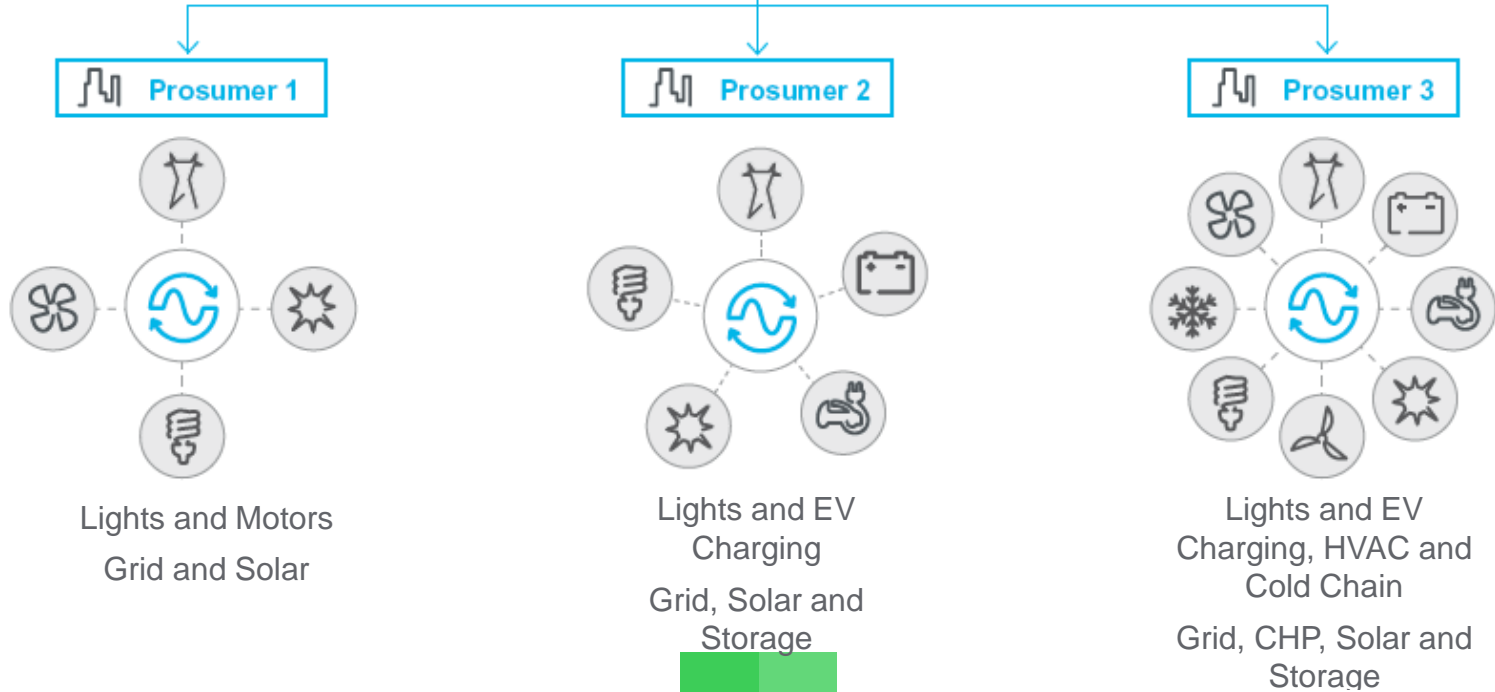 Prosumer 1
Prosumer 2
Prosumer 3
Lights and Motors
Grid and Solar
Lights and EV
Charging
Grid, Solar and
Storage
Lights and EV
Charging, HVAC and
Cold Chain
Grid, CHP, Solar and
Storage